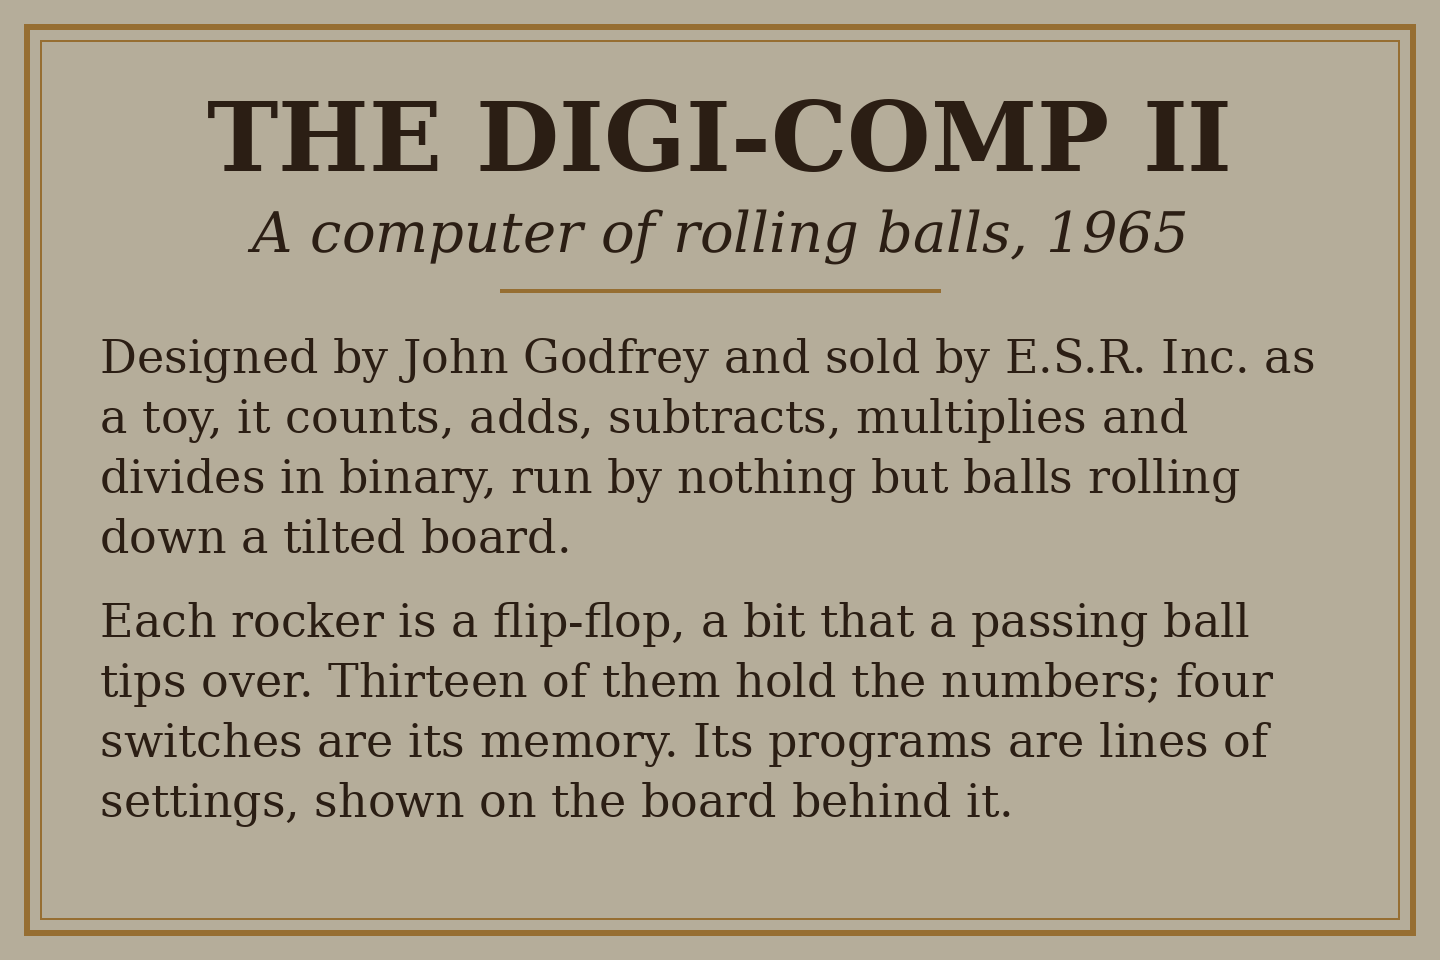 THE DIGI-COMP II
A computer of rolling balls, 1965
Designed by John Godfrey and sold by E.S.R. Inc. as
a toy, it counts, adds, subtracts, multiplies and
divides in binary, run by nothing but balls rolling
down a tilted board.
Each rocker is a flip-flop, a bit that a passing ball
tips over. Thirteen of them hold the numbers; four
switches are its memory. Its programs are lines of
settings, shown on the board behind it.